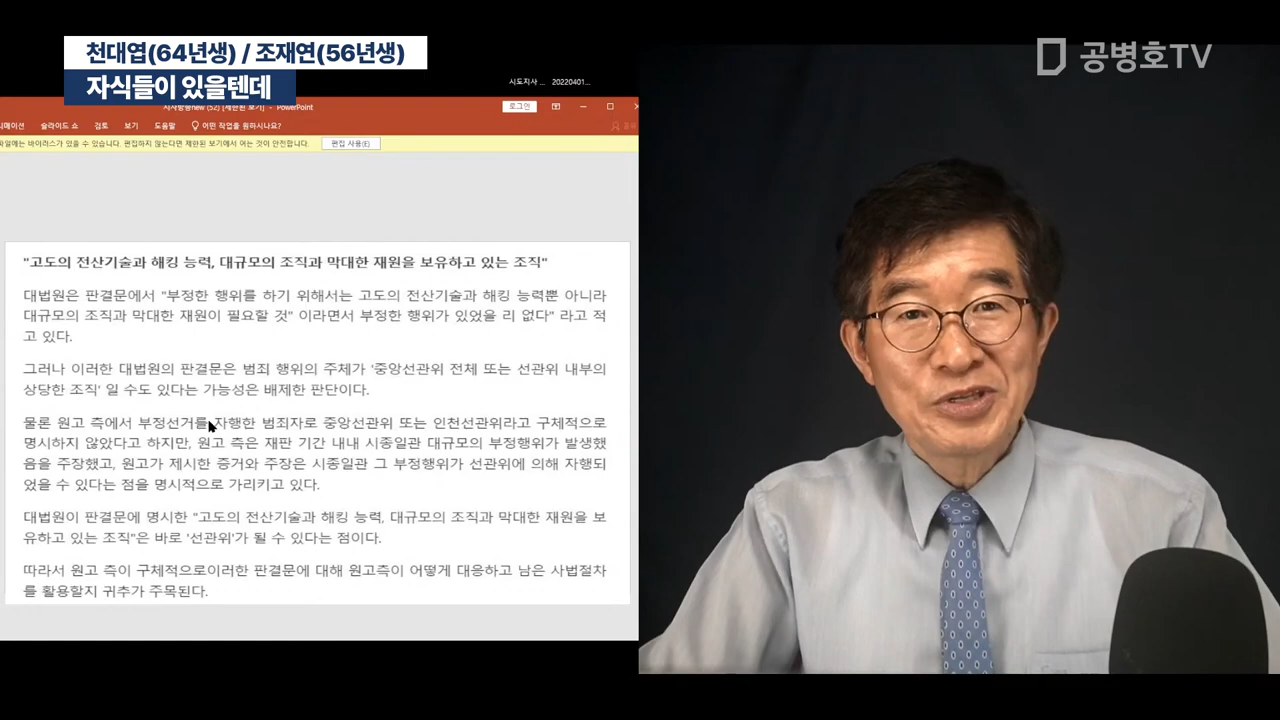 천대엽(64년생) / 조재연(56년생)
자식들이 있을텐데
공병호TV
시도지사 ... 20220401...
PowerPoint
로그인
슬라이드 쇼 검토 보기 도움말 어떤 작업을 원하시나요?
바이러스가 있을 수 있습니다. 편집하지 않는다면 제한된 보기에서 여는 것이 안전합니다. 편집 사용(E)
"고도의 전산기술과 해킹 능력, 대규모의 조직과 막대한 재원을 보유하고 있는 조직"
대법원은 판결문에서 "부정한 행위를 하기 위해서는 고도의 전산기술과 해킹 능력뿐 아니라
대규모의 조직과 막대한 재원이 필요할 것" 이라면서 부정한 행위가 있었을 리 없다" 라고 적
고 있다.
그러나 이러한 대법원의 판결문은 범죄 행위의 주체가 '중앙선관위 전체 또는 선관위 내부의
상당한 조직' 일 수도 있다는 가능성은 배제한 판단이다.
물론 원고 측에서 부정선거를 자행한 범죄자로 중앙선관위 또는 인천선관위라고 구체적으로
명시하지 않았다고 하지만, 원고 측은 재판 기간 내내 시종일관 대규모의 부정행위가 발생했
음을 주장했고, 원고가 제시한 증거와 주장은 시종일관 그 부정행위가 선관위에 의해 자행되
었을 수 있다는 점을 명시적으로 가리키고 있다.
대법원이 판결문에 명시한 "고도의 전산기술과 해킹 능력, 대규모의 조직과 막대한 재원을 보
유하고 있는 조직"은 바로 '선관위'가 될 수 있다는 점이다.
따라서 원고 측이 구체적으로이러한 판결문에 대해 원고측이 어떻게 대응하고 남은 사법절차
를 활용할지 귀추가 주목된다.